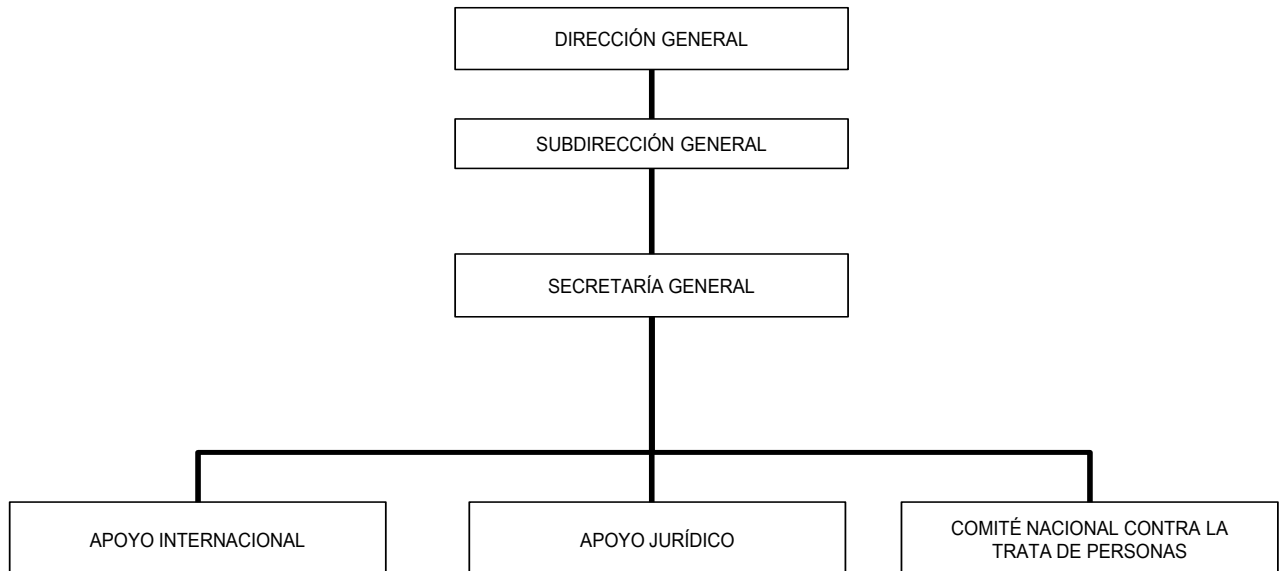 DIRECCIÓN GENERAL
SUBDIRECCIÓN GENERAL
SECRETARÍA GENERAL
APOYO INTERNACIONAL
APOYO JURÍDICO
COMITÉ NACIONAL CONTRA LA
TRATA DE PERSONAS